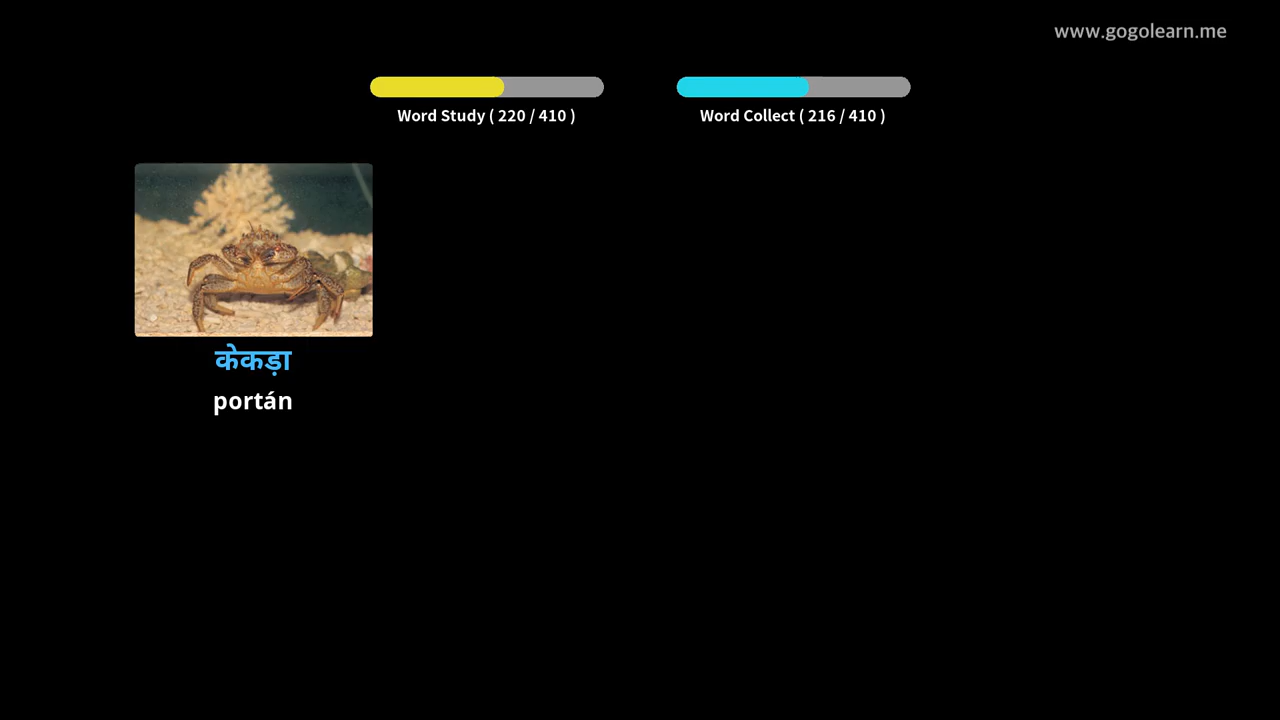 www.gogolearn.me
Word Study ( 220 / 410 )
Word Collect ( 216 / 410 )
केकड़ा
portán